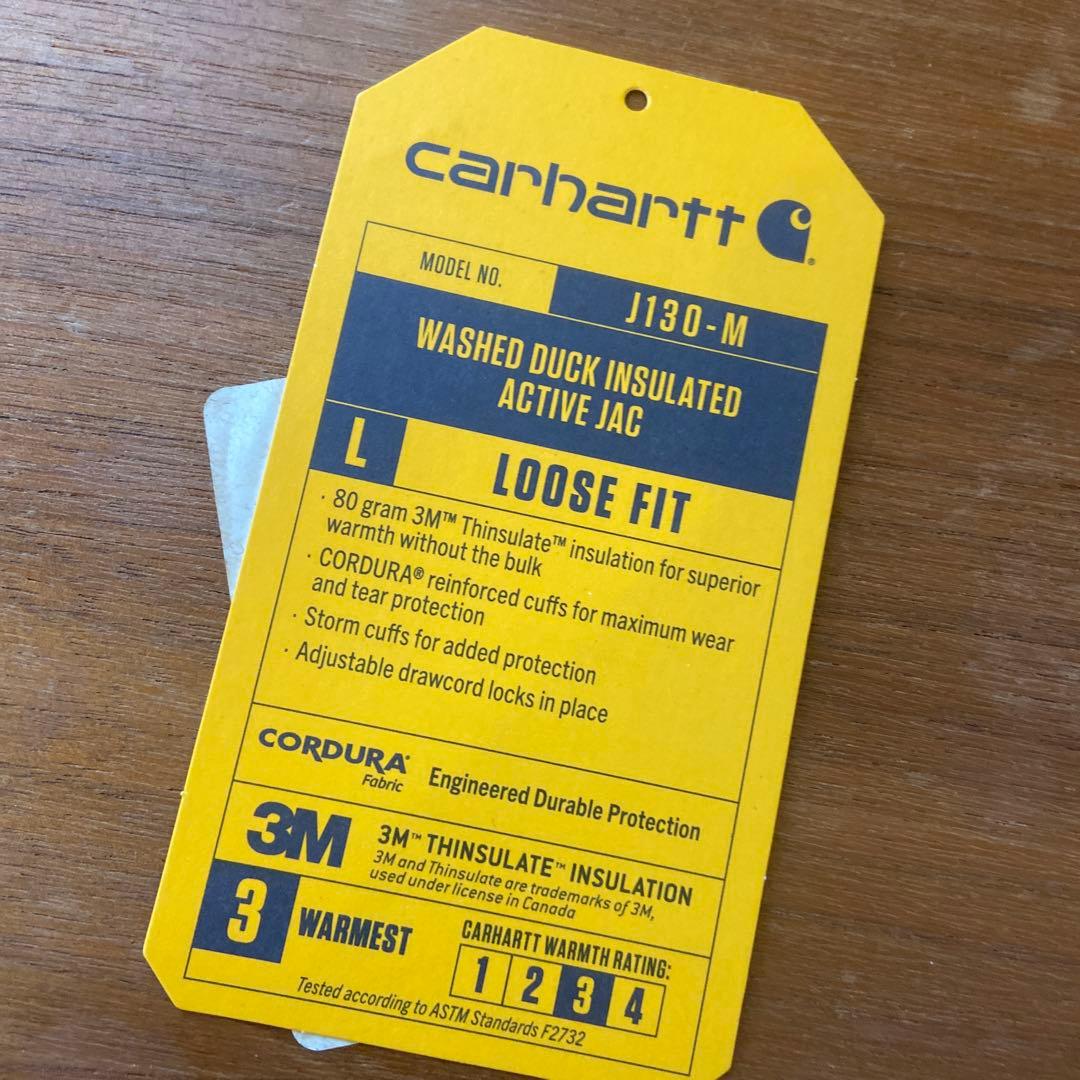 carhartt
MODEL NO. J130-M
WASHED DUCK INSULATED
ACTIVE JAC
L LOOSE FIT
· 80 gram 3M™ Thinsulate™ insulation for superior
warmth without the bulk
· CORDURA® reinforced cuffs for maximum wear
and tear protection
· Storm cuffs for added protection
· Adjustable drawcord locks in place
CORDURA® Engineered Durable Protection
Fabric
3M 3M™ THINSULATE™ INSULATION
3M and Thinsulate are trademarks of 3M,
used under license in Canada
3 WARMEST
CARHARTT WARMTH RATING:
1 2 3 4
Tested according to ASTM Standards F2732